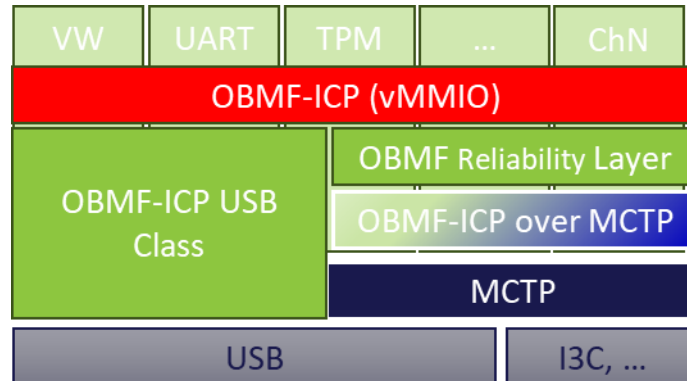 VW UART TPM ... ChN
OBMF-ICP (vMMIO)
OBMF Reliability Layer
OBMF-ICP USB
Class
OBMF-ICP over MCTP
MCTP
USB I3C, ...